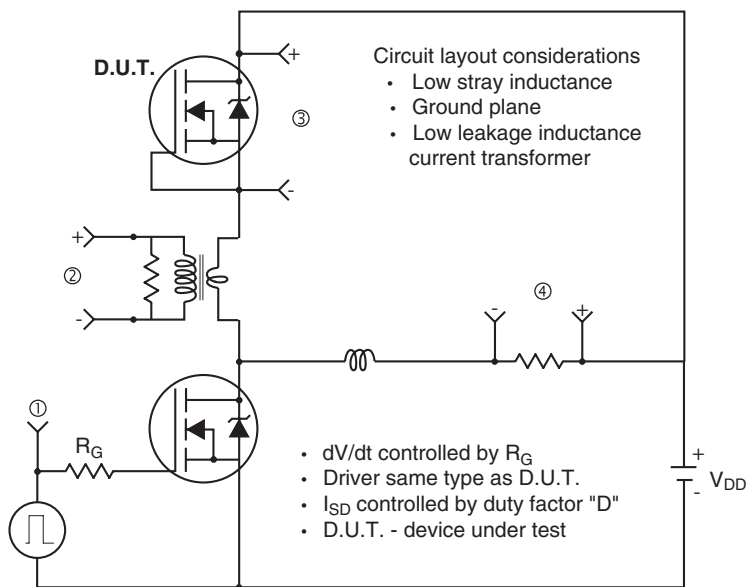 D.U.T.
+
③
-
Circuit layout considerations
• Low stray inductance
• Ground plane
• Low leakage inductance
current transformer
+
②
-
④
-
+
①
R_G
• dV/dt controlled by R_G
• Driver same type as D.U.T.
• I_SD controlled by duty factor "D"
• D.U.T. - device under test
+
-
V_DD